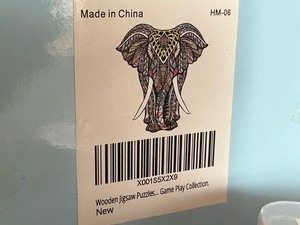 Made in China HM-06
X001S5X2X9
Wooden Jigsaw Puzzles... Game Play Collection.
New